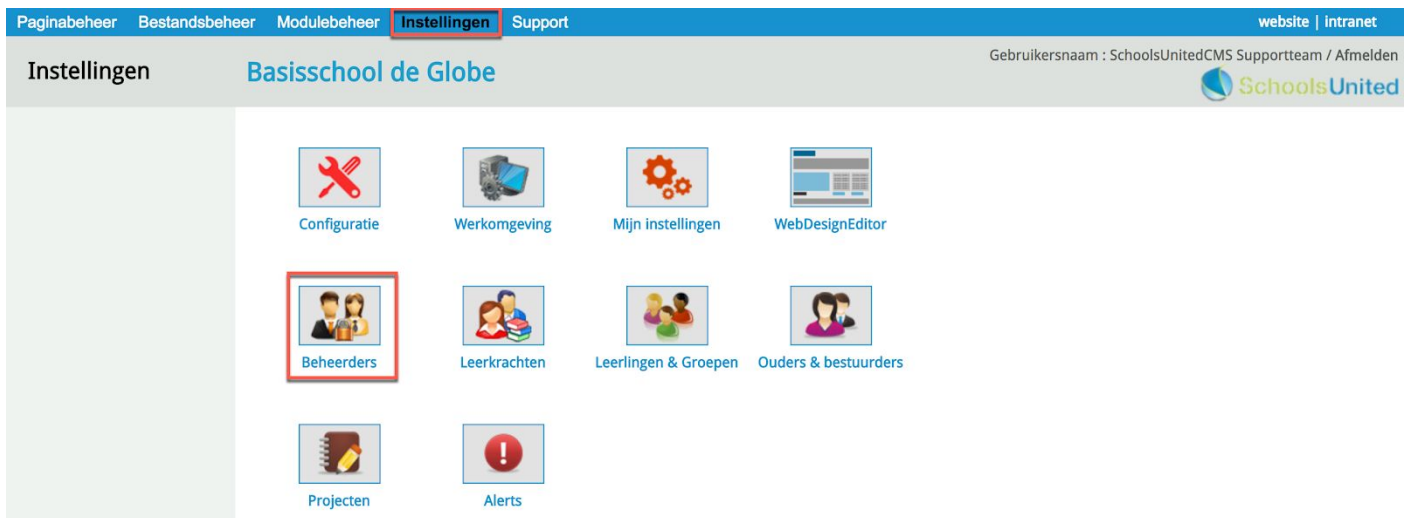 Paginabeheer Bestandsbeheer Modulebeheer Instellingen Support website | intranet
Instellingen Basisschool de Globe Gebruikersnaam : SchoolsUnitedCMS Supportteam / Afmelden
SchoolsUnited
Configuratie Werkomgeving Mijn instellingen WebDesignEditor
Beheerders Leerkrachten Leerlingen & Groepen Ouders & bestuurders
Projecten Alerts